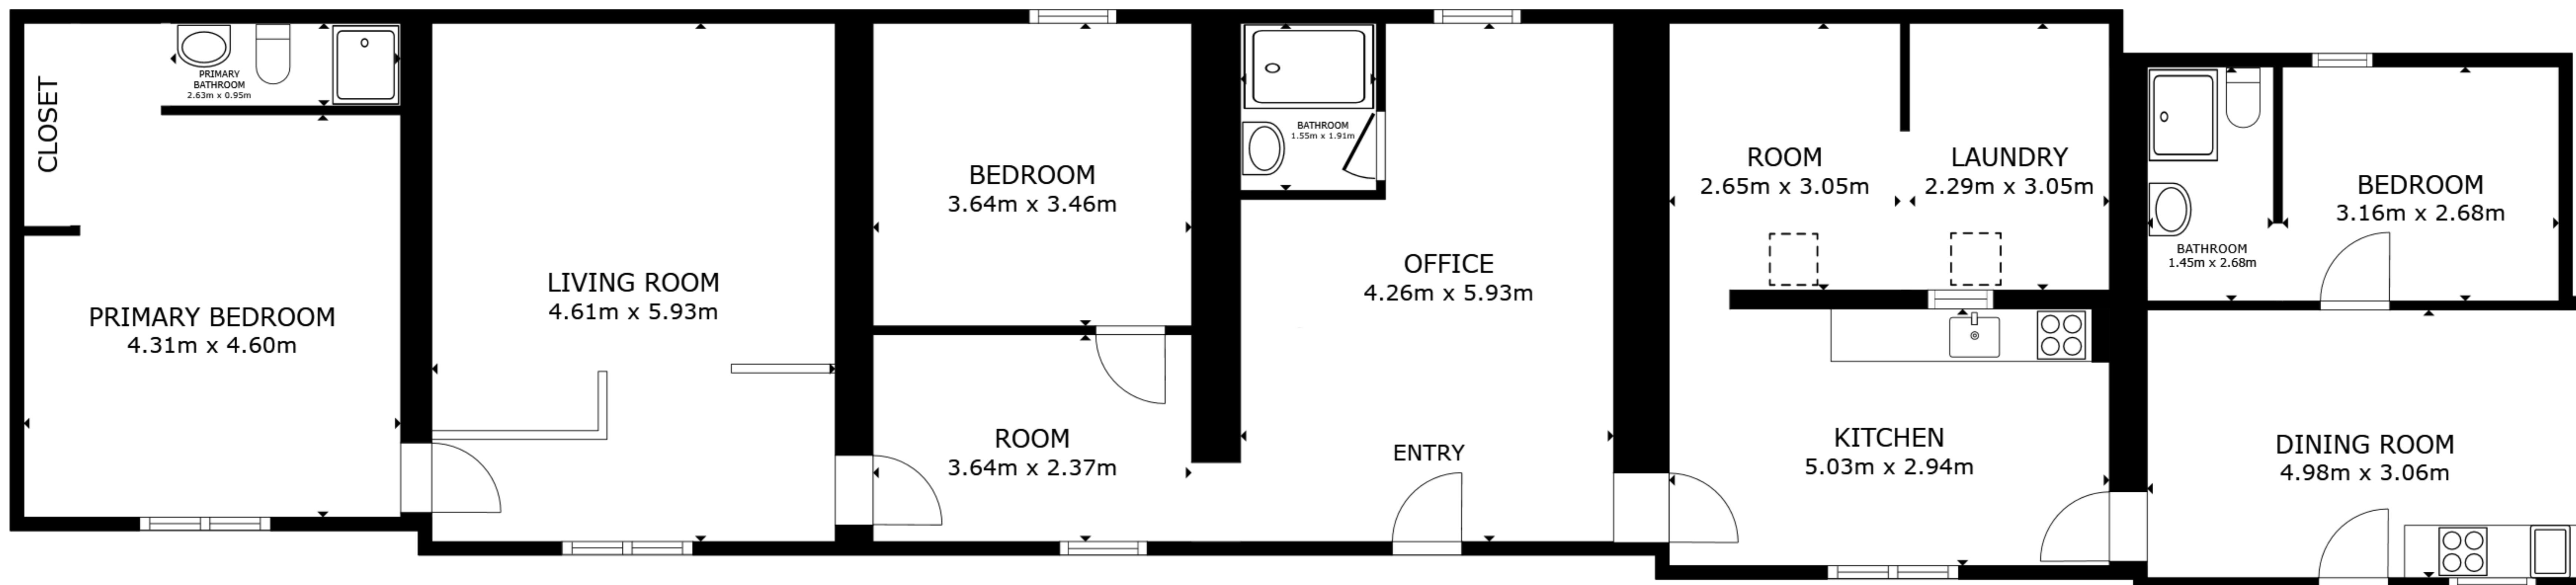 CLOSET
PRIMARY
BATHROOM
2.63m x 0.95m
PRIMARY BEDROOM
4.31m x 4.60m
LIVING ROOM
4.61m x 5.93m
BEDROOM
3.64m x 3.46m
ROOM
3.64m x 2.37m
BATHROOM
1.55m x 1.91m
OFFICE
4.26m x 5.93m
ENTRY
ROOM
2.65m x 3.05m
LAUNDRY
2.29m x 3.05m
KITCHEN
5.03m x 2.94m
BATHROOM
1.45m x 2.68m
BEDROOM
3.16m x 2.68m
DINING ROOM
4.98m x 3.06m